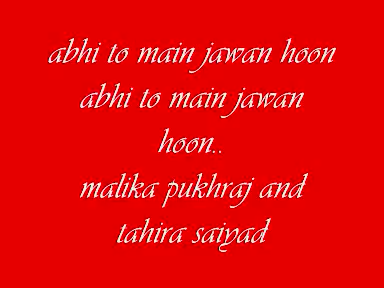 abhi to main jawan hoon
abhi to main jawan
hoon..
malika pukhraj and
tahira saiyad